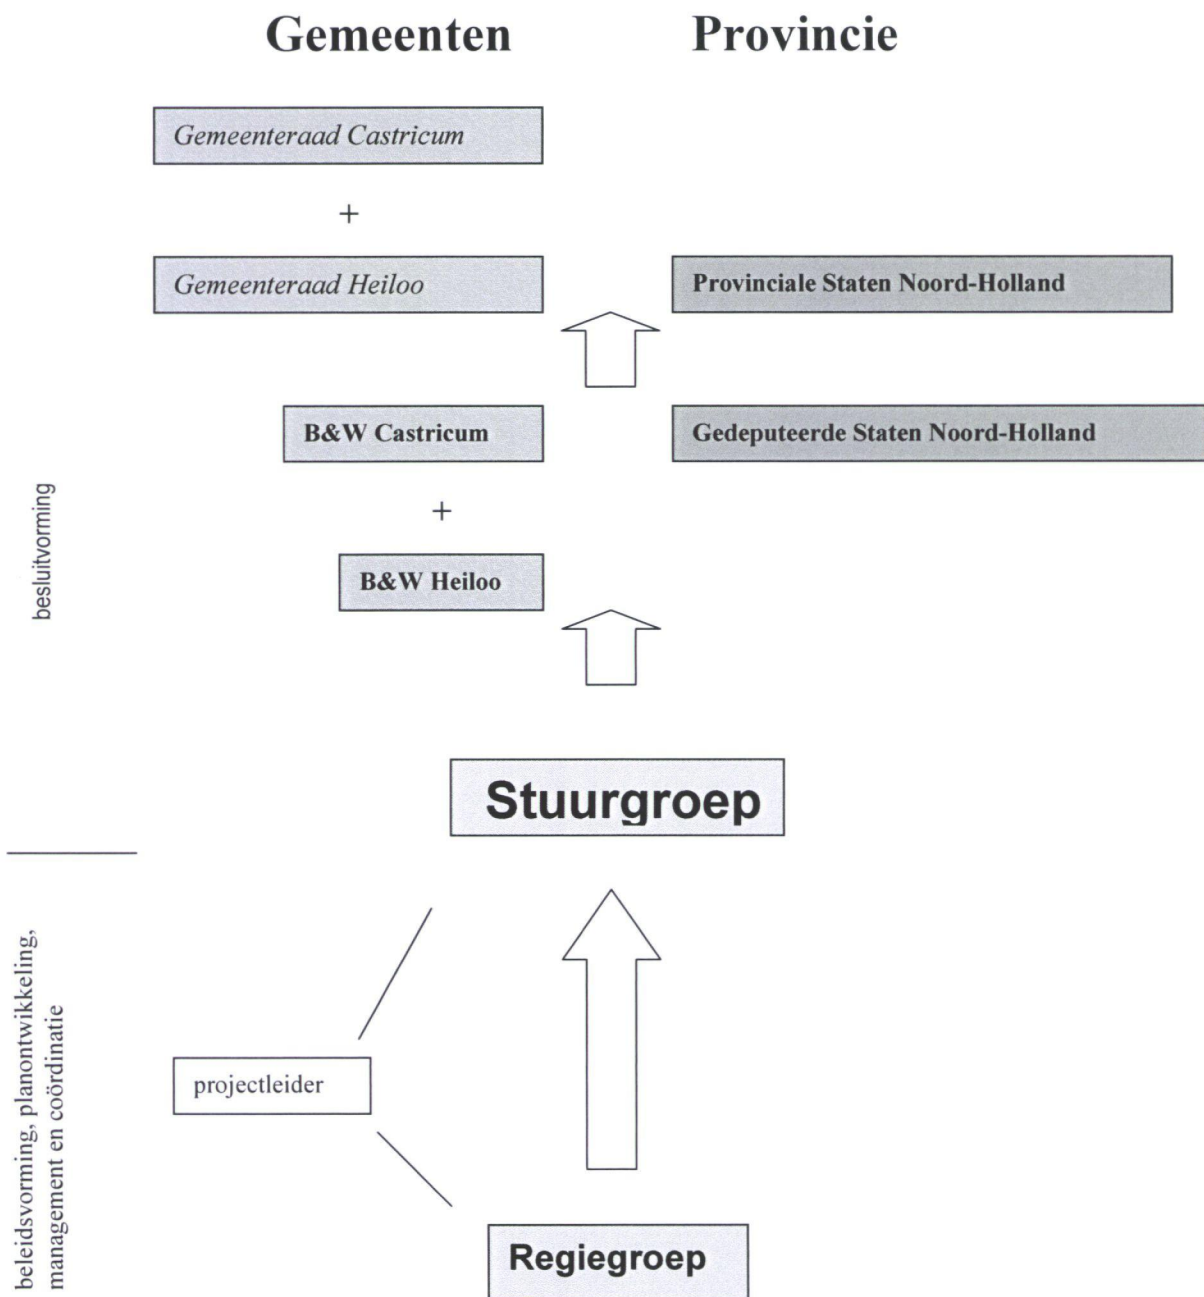 Gemeenten Provincie
Gemeenteraad Castricum
+
Gemeenteraad Heiloo
Provinciale Staten Noord-Holland
B&W Castricum
Gedeputeerde Staten Noord-Holland
+
B&W Heiloo
besluitvorming
Stuurgroep
beleidsvorming, planontwikkeling,
management en coördinatie
projectleider
Regiegroep